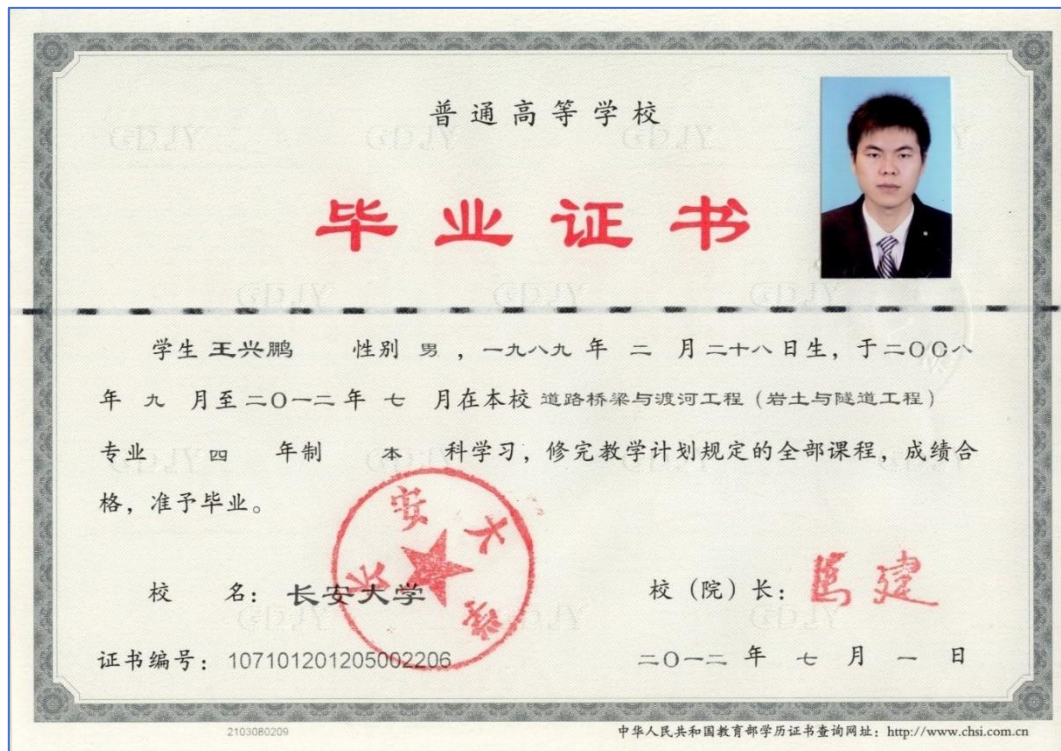 普通高等学校
毕业证书
学生 王兴鹏 性别 男 ,一九八九 年 二 月 二十八日生,于二〇〇八
年 九 月至二〇一二年 七 月在本校 道路桥梁与渡河工程(岩土与隧道工程)
专业 四 年制 本 科学习,修完教学计划规定的全部课程,成绩合
格,准予毕业。
长安大学
校 名:长安大学 校(院)长:马建
证书编号:107101201205002206 二〇一二 年 七 月 一 日
2103080209 中华人民共和国教育部学历证书查询网址:http://www.chsi.com.cn
GDJY